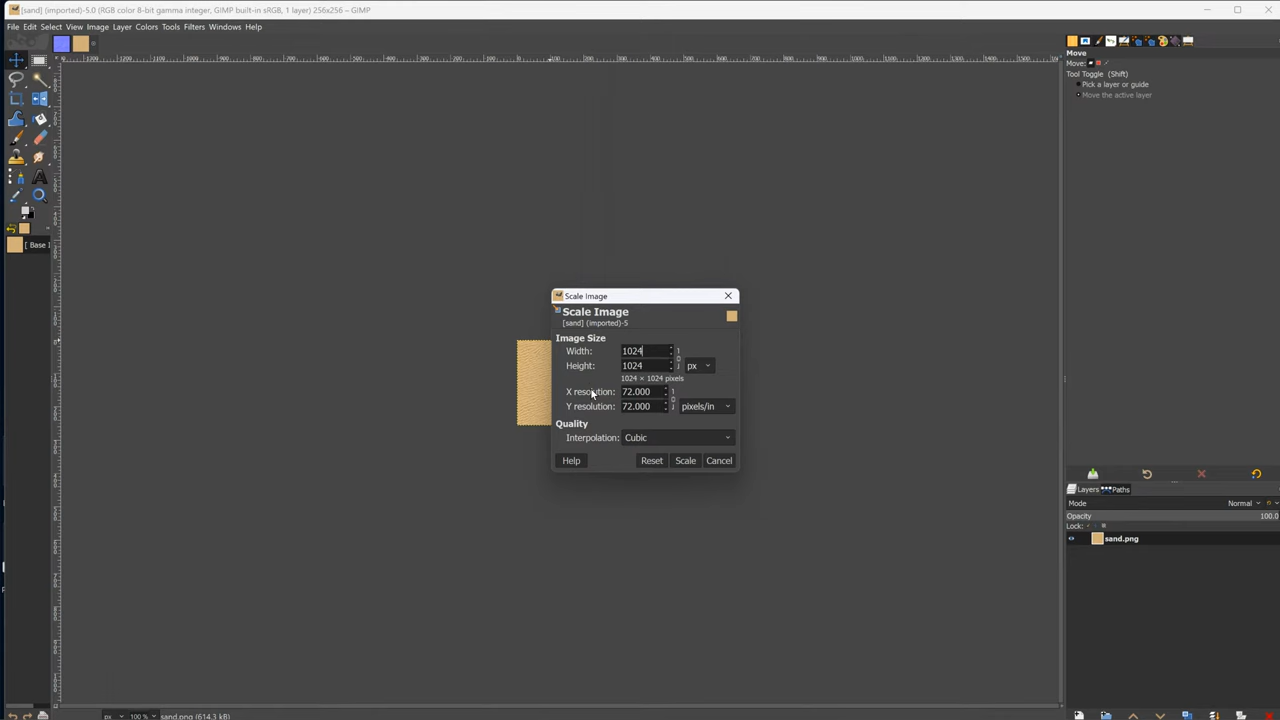 [sand] (imported)-5.0 (RGB color 8-bit gamma integer, GIMP built-in sRGB, 1 layer) 256x256 – GIMP
File Edit Select View Image Layer Colors Tools Filters Windows Help
Move
Move:
Tool Toggle (Shift)
Pick a layer or guide
Move the active layer
[ Base I
Scale Image
Scale Image
[sand] (imported)-5
Image Size
Width: 1024
Height: 1024 px
1024 × 1024 pixels
X resolution: 72.000
Y resolution: 72.000 pixels/in
Quality
Interpolation: Cubic
Help Reset Scale Cancel
Layers Paths
Mode Normal
Opacity 100.0
Lock:
sand.png
px 100 % sand.png (614.3 kB)